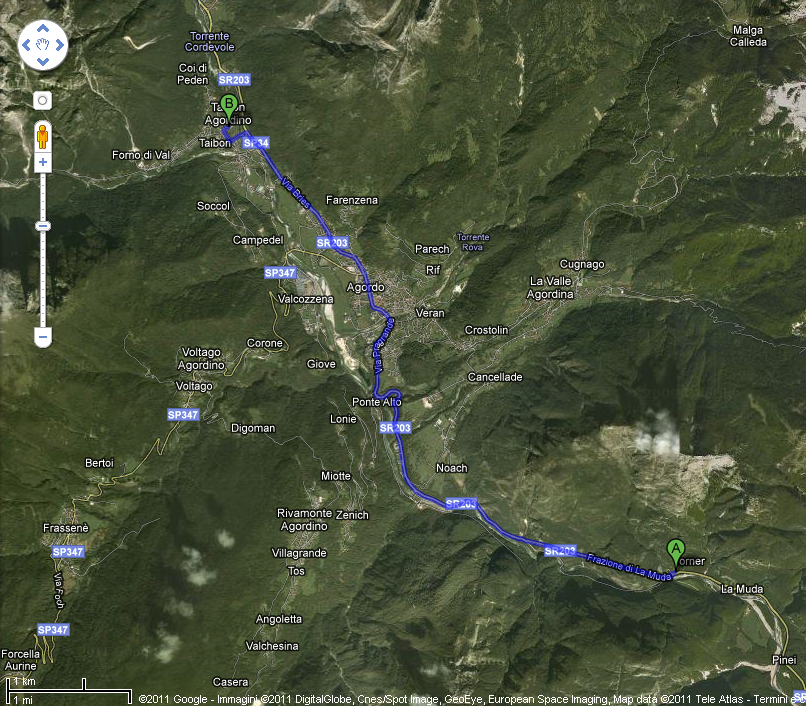 Torrente
Cordevole
Malga
Calleda
Coi di
Peden
SR203
B
Agordino
Taibon
SP34
Forno di Val
Via Bries
Farenzena
Soccol
Campedel
SR203
Parech
Torrente
Rova
Rif
Cugnago
SP347
Agordo
La Valle
Agordina
Valcozzena
Veran
Crostolin
Corone
Voltago
Agordino
Giove
Voltago
Cancellade
Ponte Alto
SP347
Lonie
Digoman
SR203
Bertoi
Noach
Miotte
SR203
Rivamonte
Agordino
Zenich
Frassenè
SP347
Villagrande
SR203
A
Frazione di La Muda
Tos
La Muda
Via Foch
Angoletta
SP347
Valchesina
Forcella
Aurine
Pinei
Casera
1 km
1 mi
©2011 Google - Immagini ©2011 DigitalGlobe, Cnes/Spot Image, GeoEye, European Space Imaging, Map data ©2011 Tele Atlas - Termini e